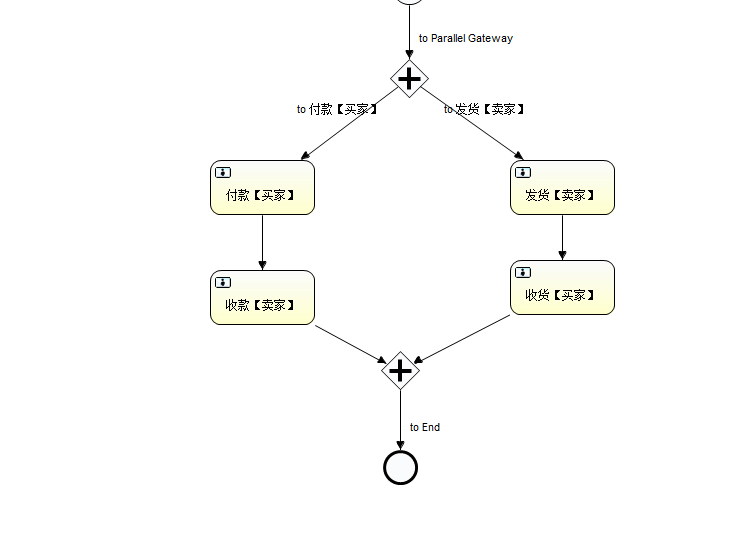 to Parallel Gateway
to 付款【买家】
to 发货【卖家】
付款【买家】
发货【卖家】
收款【卖家】
收货【买家】
to End